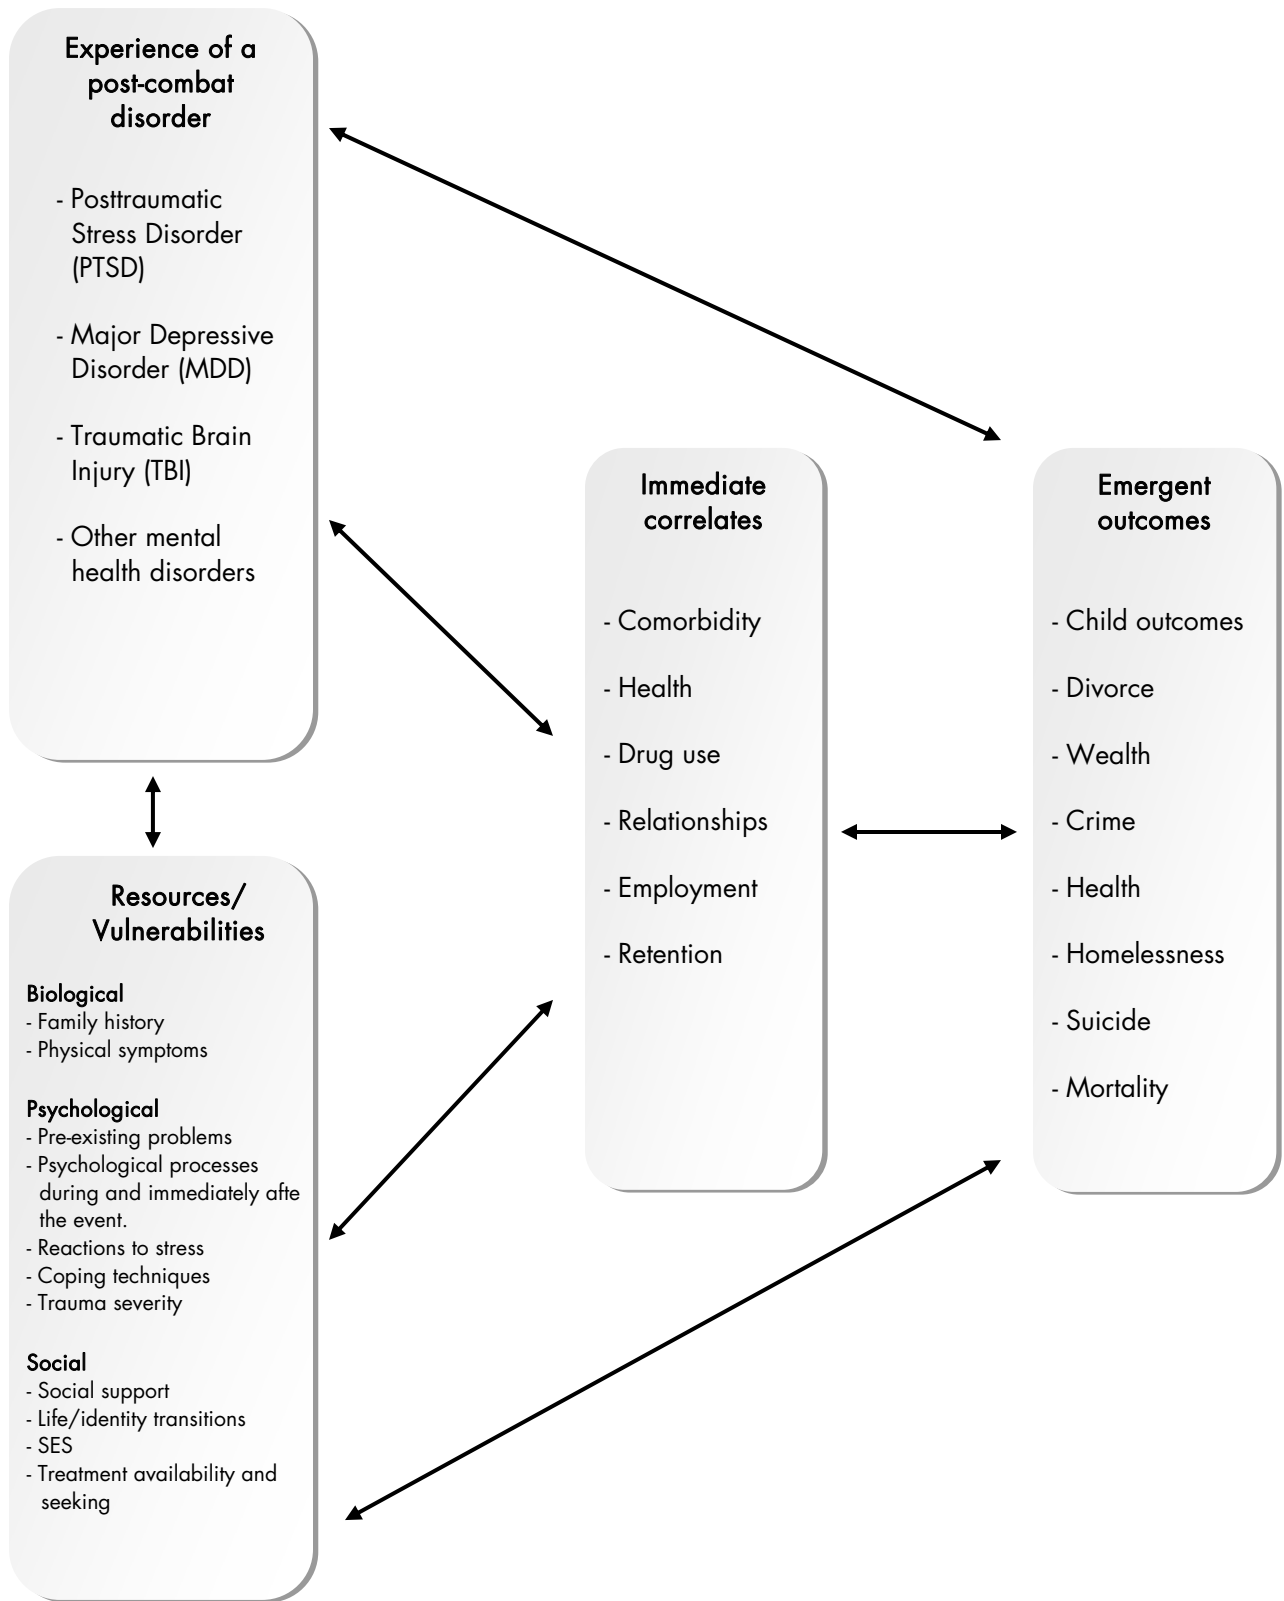 Experience of a
post-combat
disorder
- Posttraumatic
Stress Disorder
(PTSD)
- Major Depressive
Disorder (MDD)
- Traumatic Brain
Injury (TBI)
- Other mental
health disorders
Resources/
Vulnerabilities
Biological
- Family history
- Physical symptoms
Psychological
- Pre-existing problems
- Psychological processes
during and immediately afte
the event.
- Reactions to stress
- Coping techniques
- Trauma severity
Social
- Social support
- Life/identity transitions
- SES
- Treatment availability and
seeking
Immediate
correlates
- Comorbidity
- Health
- Drug use
- Relationships
- Employment
- Retention
Emergent
outcomes
- Child outcomes
- Divorce
- Wealth
- Crime
- Health
- Homelessness
- Suicide
- Mortality